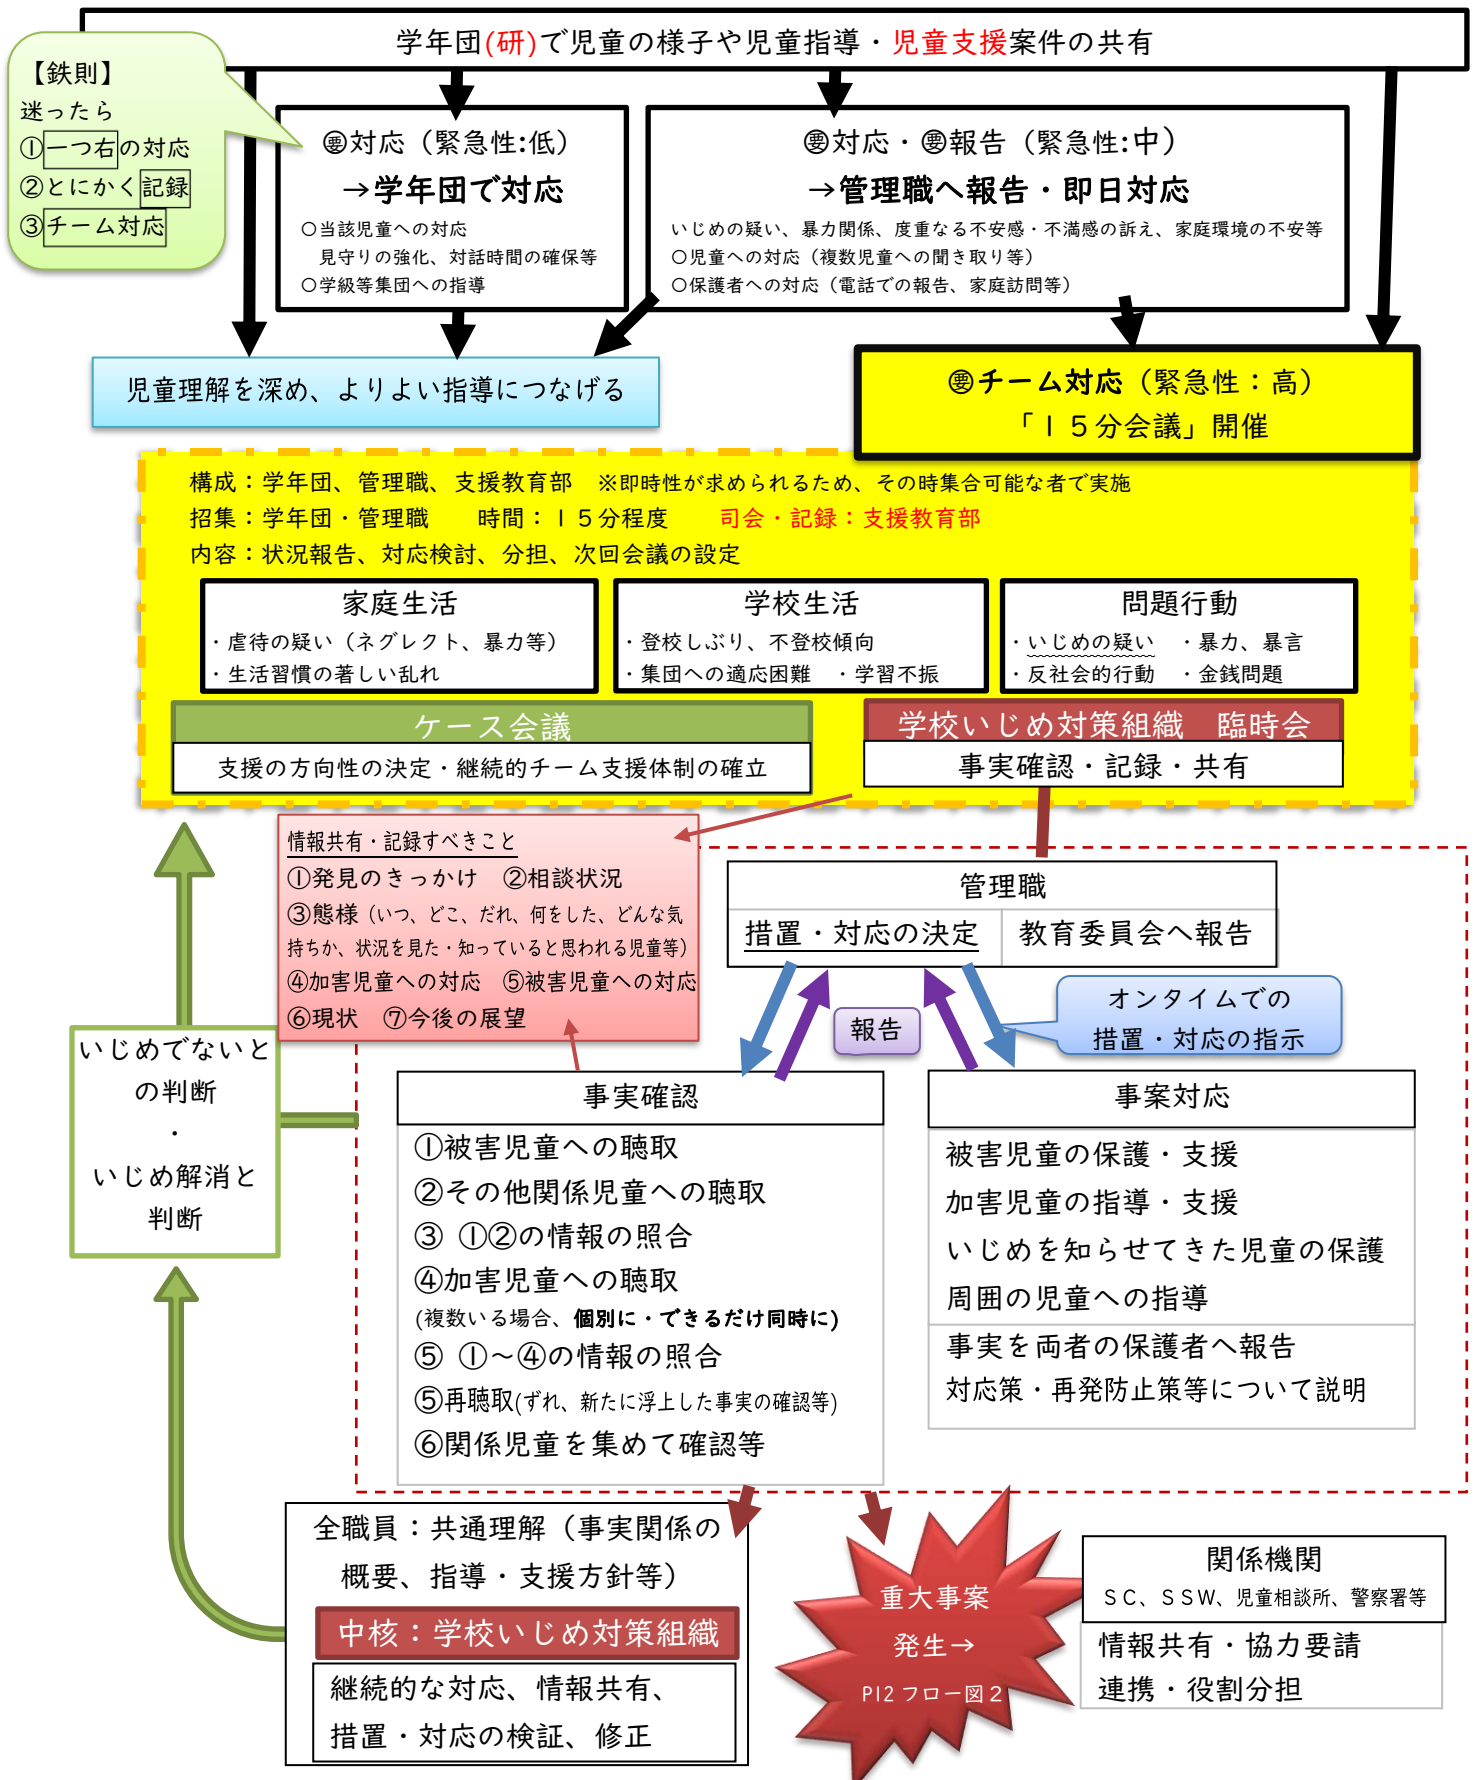 学年団(研)で児童の様子や児童指導・児童支援案件の共有
【鉄則】
迷ったら
①一つ右の対応
②とにかく記録
③チーム対応
㊙対応（緊急性:低）
→学年団で対応
○当該児童への対応
見守りの強化、対話時間の確保等
○学級等集団への指導
対応・報告（緊急性:中）
→管理職へ報告・即日対応
いじめの疑い、暴力関係、度重なる不安感・不満感の訴え、家庭環境の不安等
○児童への対応（複数児童への聞き取り等）
○保護者への対応（電話での報告、家庭訪問等）
児童理解を深め、よりよい指導につなげる
チーム対応（緊急性：高）
「１５分会議」開催
構成：学年団、管理職、支援教育部　※即時性が求められるため、その時集合可能な者で実施
招集：学年団・管理職　　時間：１５分程度　　司会・記録：支援教育部
内容：状況報告、対応検討、分担、次回会議の設定
家庭生活
・虐待の疑い（ネグレクト、暴力等）
・生活習慣の著しい乱れ
学校生活
・登校しぶり、不登校傾向
・集団への適応困難　・学習不振
問題行動
・いじめの疑い　・暴力、暴言
・反社会的行動　・金銭問題
ケース会議
支援の方向性の決定・継続的チーム支援体制の確立
学校いじめ対策組織　臨時会
事実確認・記録・共有
情報共有・記録すべきこと
①発見のきっかけ　②相談状況
③態様（いつ、どこ、だれ、何をした、どんな気
持ちか、状況を見た・知っていると思われる児童等）
④加害児童への対応　⑤被害児童への対応
⑥現状　⑦今後の展望
管理職
措置・対応の決定
教育委員会へ報告
報告
オンタイムでの
措置・対応の指示
いじめでないと
の判断
・
いじめ解消と
判断
事実確認
①被害児童への聴取
②その他関係児童への聴取
③ ①②の情報の照合
④加害児童への聴取
(複数いる場合、個別に・できるだけ同時に)
⑤ ①～④の情報の照合
⑤再聴取(ずれ、新たに浮上した事実の確認等)
⑥関係児童を集めて確認等
事案対応
被害児童の保護・支援
加害児童の指導・支援
いじめを知らせてきた児童の保護
周囲の児童への指導
事実を両者の保護者へ報告
対応策・再発防止策等について説明
全職員：共通理解（事実関係の
概要、指導・支援方針等）
中核：学校いじめ対策組織
継続的な対応、情報共有、
措置・対応の検証、修正
重大事案
発生→
P12 フロー図２
関係機関
ＳＣ、ＳＳＷ、児童相談所、警察署等
情報共有・協力要請
連携・役割分担